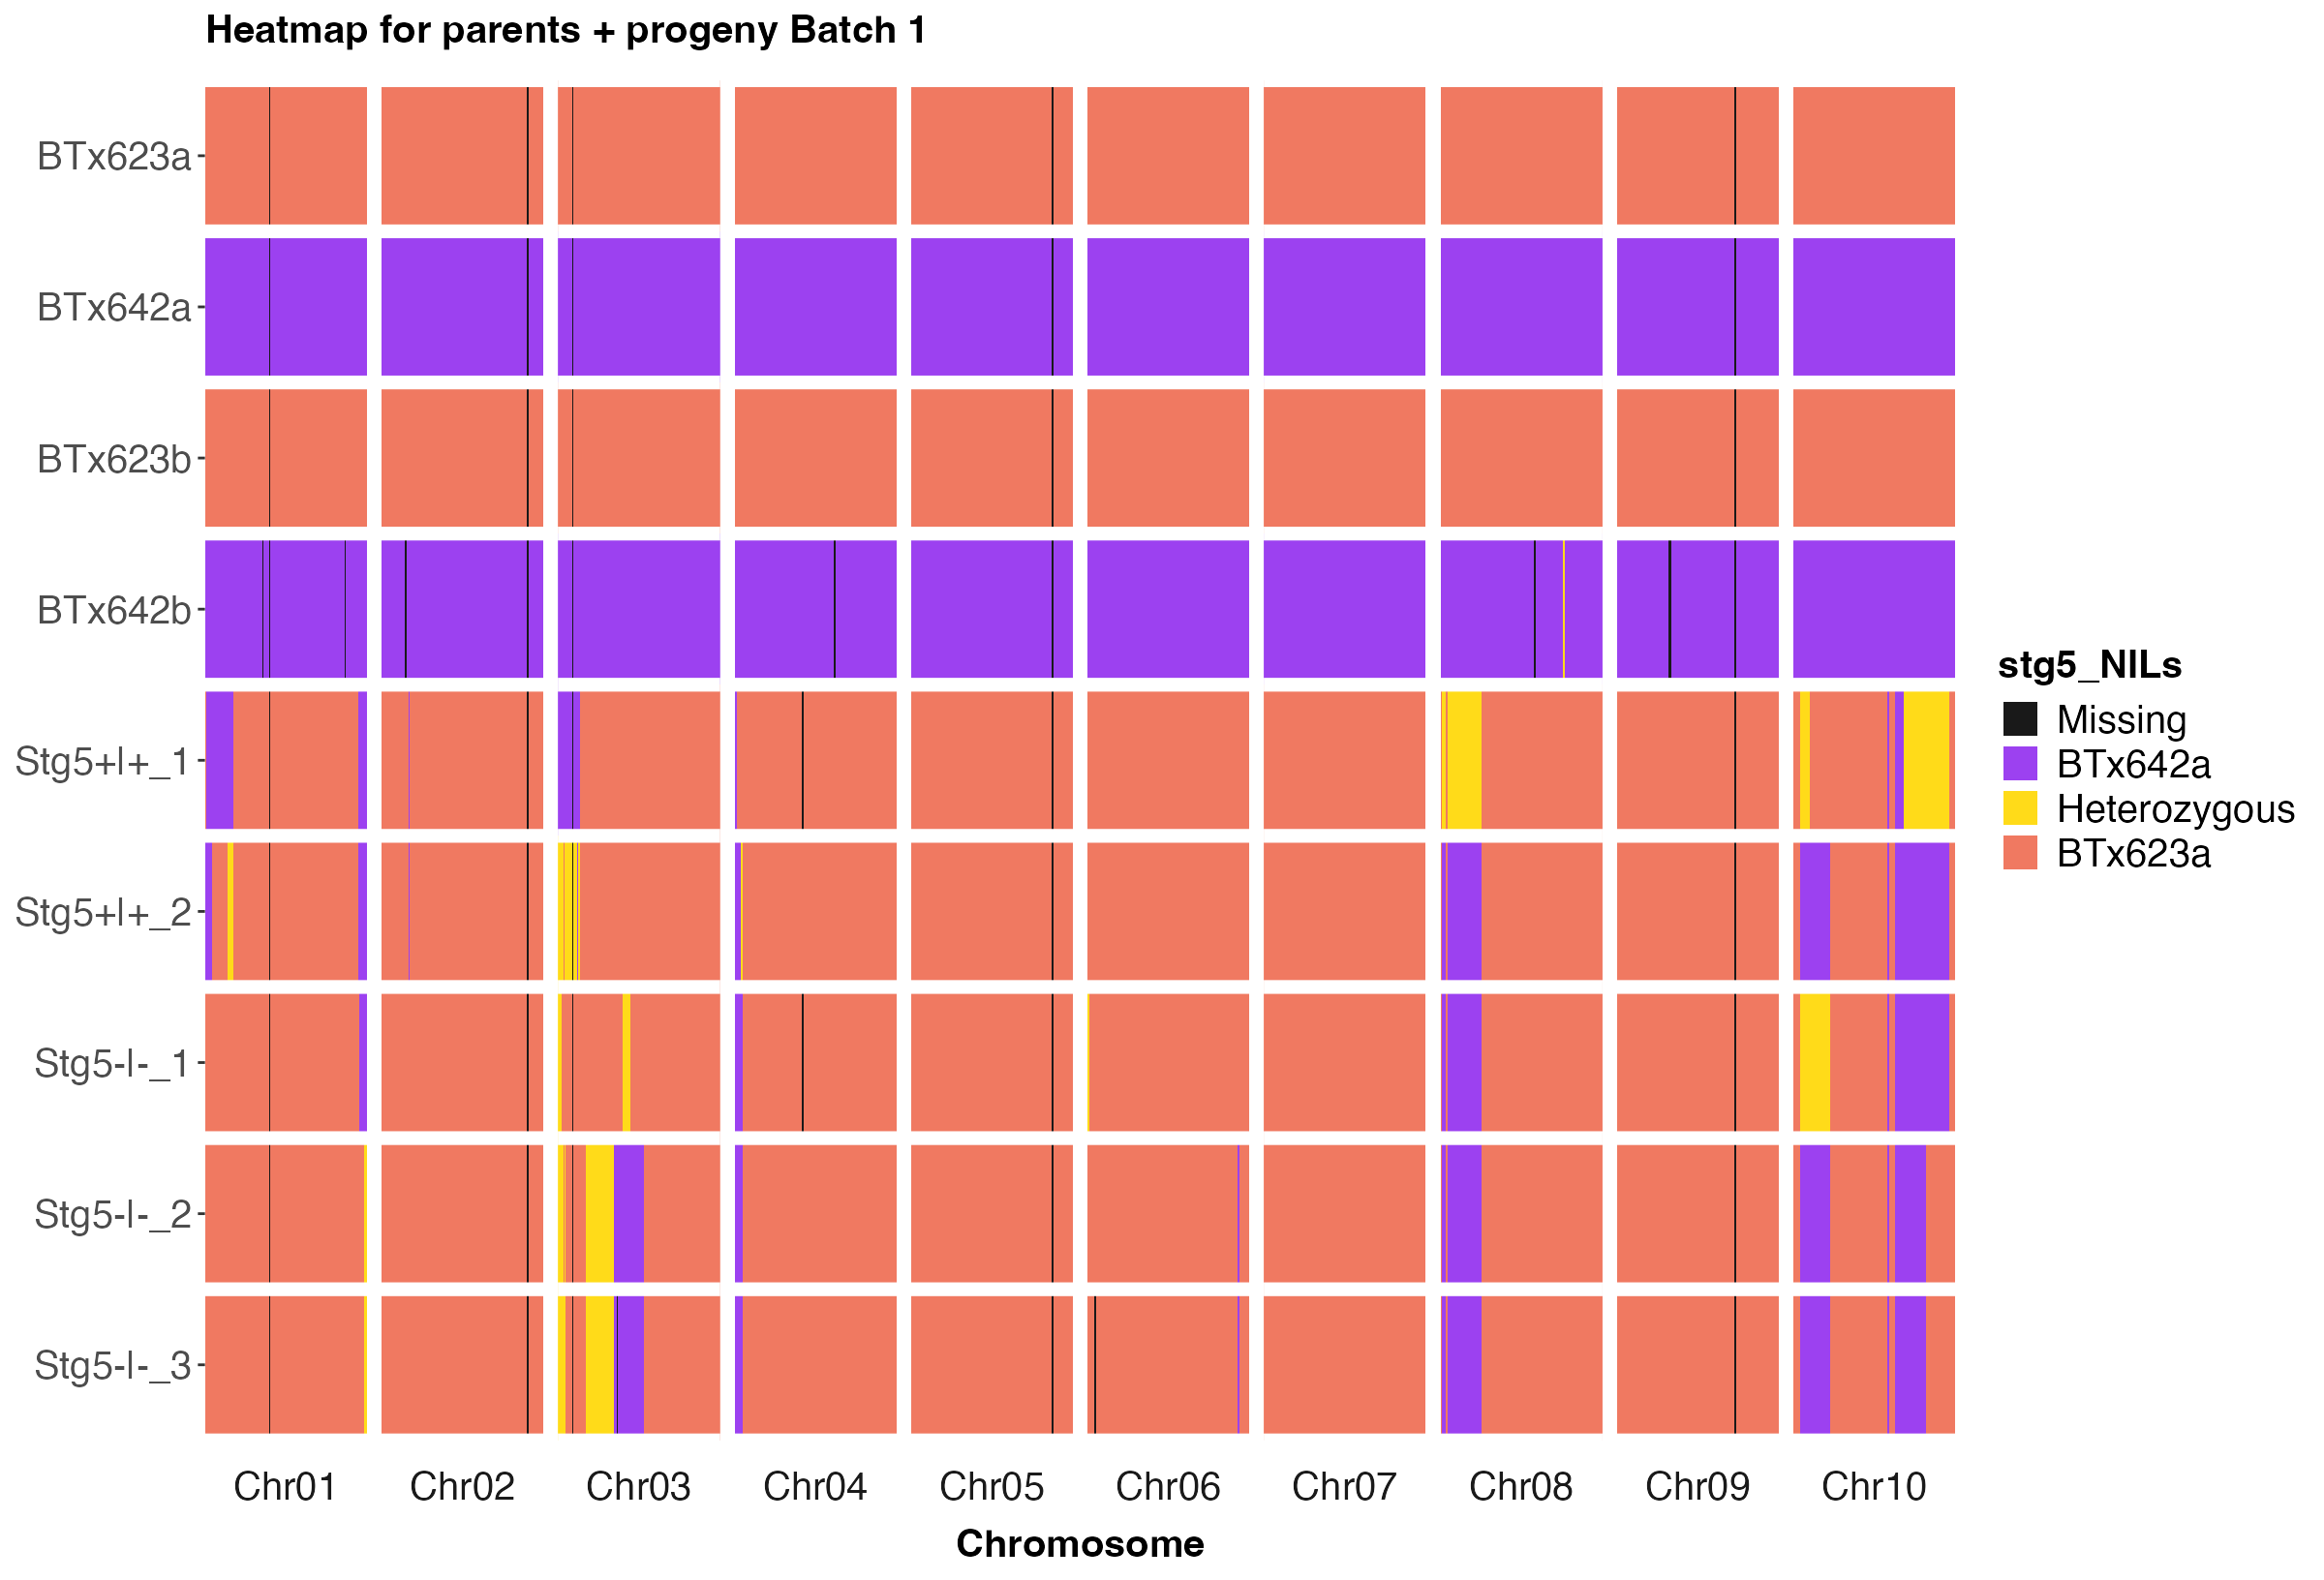 Heatmap for parents + progeny Batch 1
BTx623a
BTx642a
BTx623b
BTx642b
Stg5+|+_1
Stg5+|+_2
Stg5-|-_1
Stg5-|-_2
Stg5-|-_3
Chr01 Chr02 Chr03 Chr04 Chr05 Chr06 Chr07 Chr08 Chr09 Chr10
Chromosome
stg5_NILs
Missing
BTx642a
Heterozygous
BTx623a